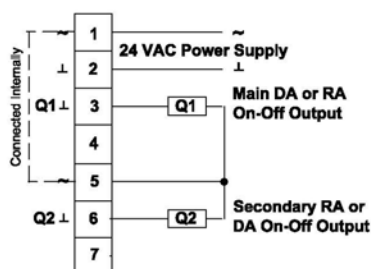 ~ 1 ~
24 VAC Power Supply
⊥ 2 ⊥
Connected Internally
Q1 ⊥ 3 Q1
Main DA or RA
On-Off Output
4
~ 5
Q2 ⊥ 6 Q2
Secondary RA or
DA On-Off Output
7